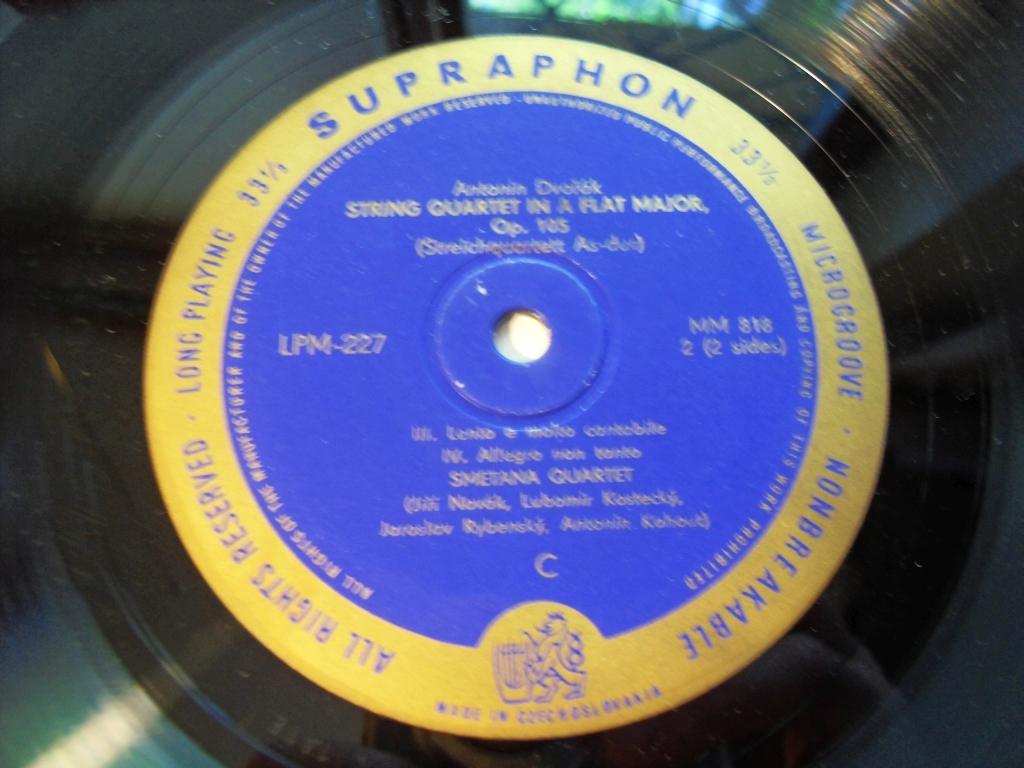 SUPRAPHON
33⅓
33⅓
ALL RIGHTS RESERVED · LONG PLAYING
MICROGROOVE · NONBREAKABLE
ALL RIGHTS OF THE MANUFACTURER AND OF THE OWNER OF THE MANUFACTURED WORK RESERVED · UNAUTHORIZED PUBLIC PERFORMANCE BROADCASTING AND COPYING OF THIS WORK PROHIBITED
Antonín Dvořák
STRING QUARTET IN A FLAT MAJOR,
Op. 105
(Streichquartett As-dur)
LPM-227
MM 818
2 (2 sides)
III. Lento e molto cantabile
IV. Allegro non tanto
SMETANA QUARTET
(Jiří Novák, Lubomír Kostecký,
Jaroslav Rybenský, Antonín Kohout)
C
MADE IN CZECHOSLOVAKIA